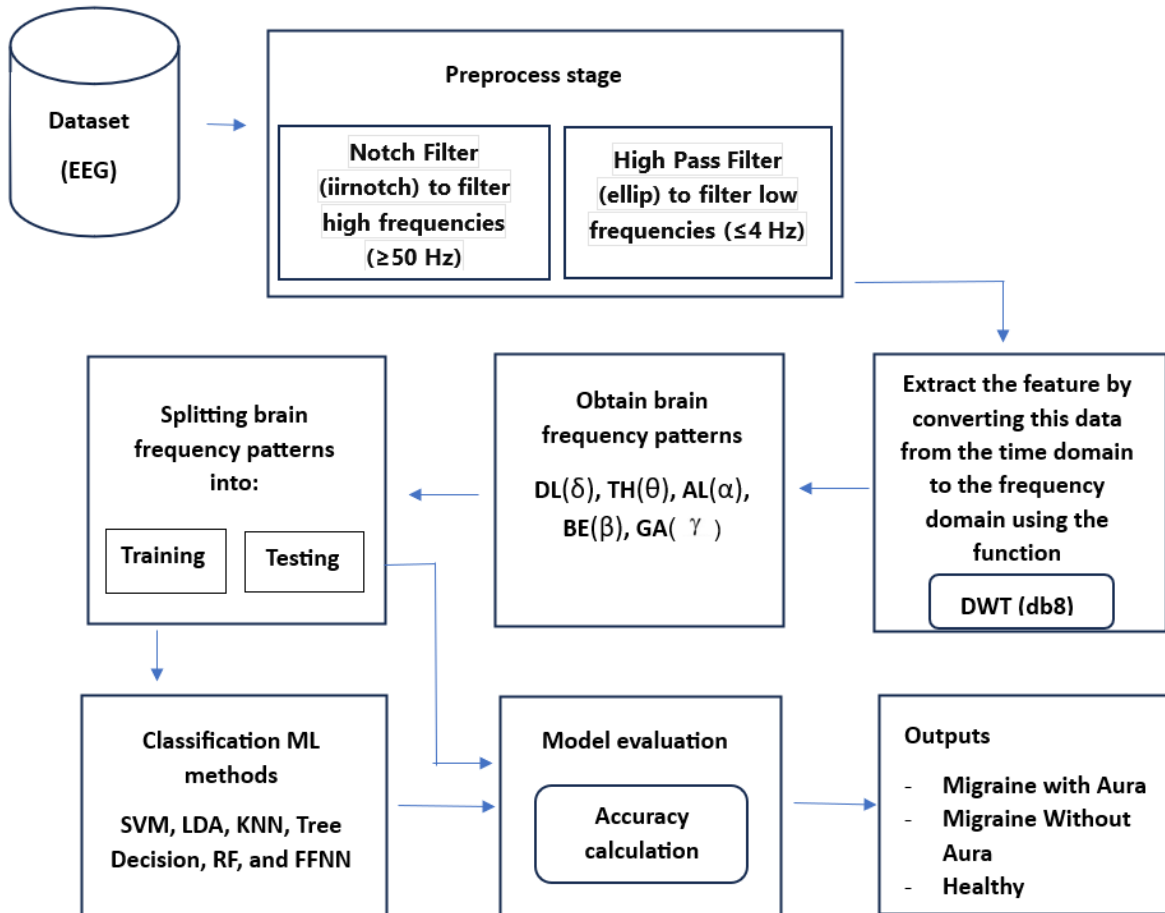 Dataset
(EEG)
Preprocess stage
Notch Filter
(iirnotch) to filter
high frequencies
(≥50 Hz)
High Pass Filter
(ellip) to filter low
frequencies (≤4 Hz)
Extract the feature by
converting this data
from the time domain
to the frequency
domain using the
function
DWT (db8)
Obtain brain
frequency patterns
DL(δ), TH(θ), AL(α),
BE(β), GA( γ )
Splitting brain
frequency patterns
into:
Training
Testing
Classification ML
methods
SVM, LDA, KNN, Tree
Decision, RF, and FFNN
Model evaluation
Accuracy
calculation
Outputs
- Migraine with Aura
- Migraine Without
Aura
- Healthy